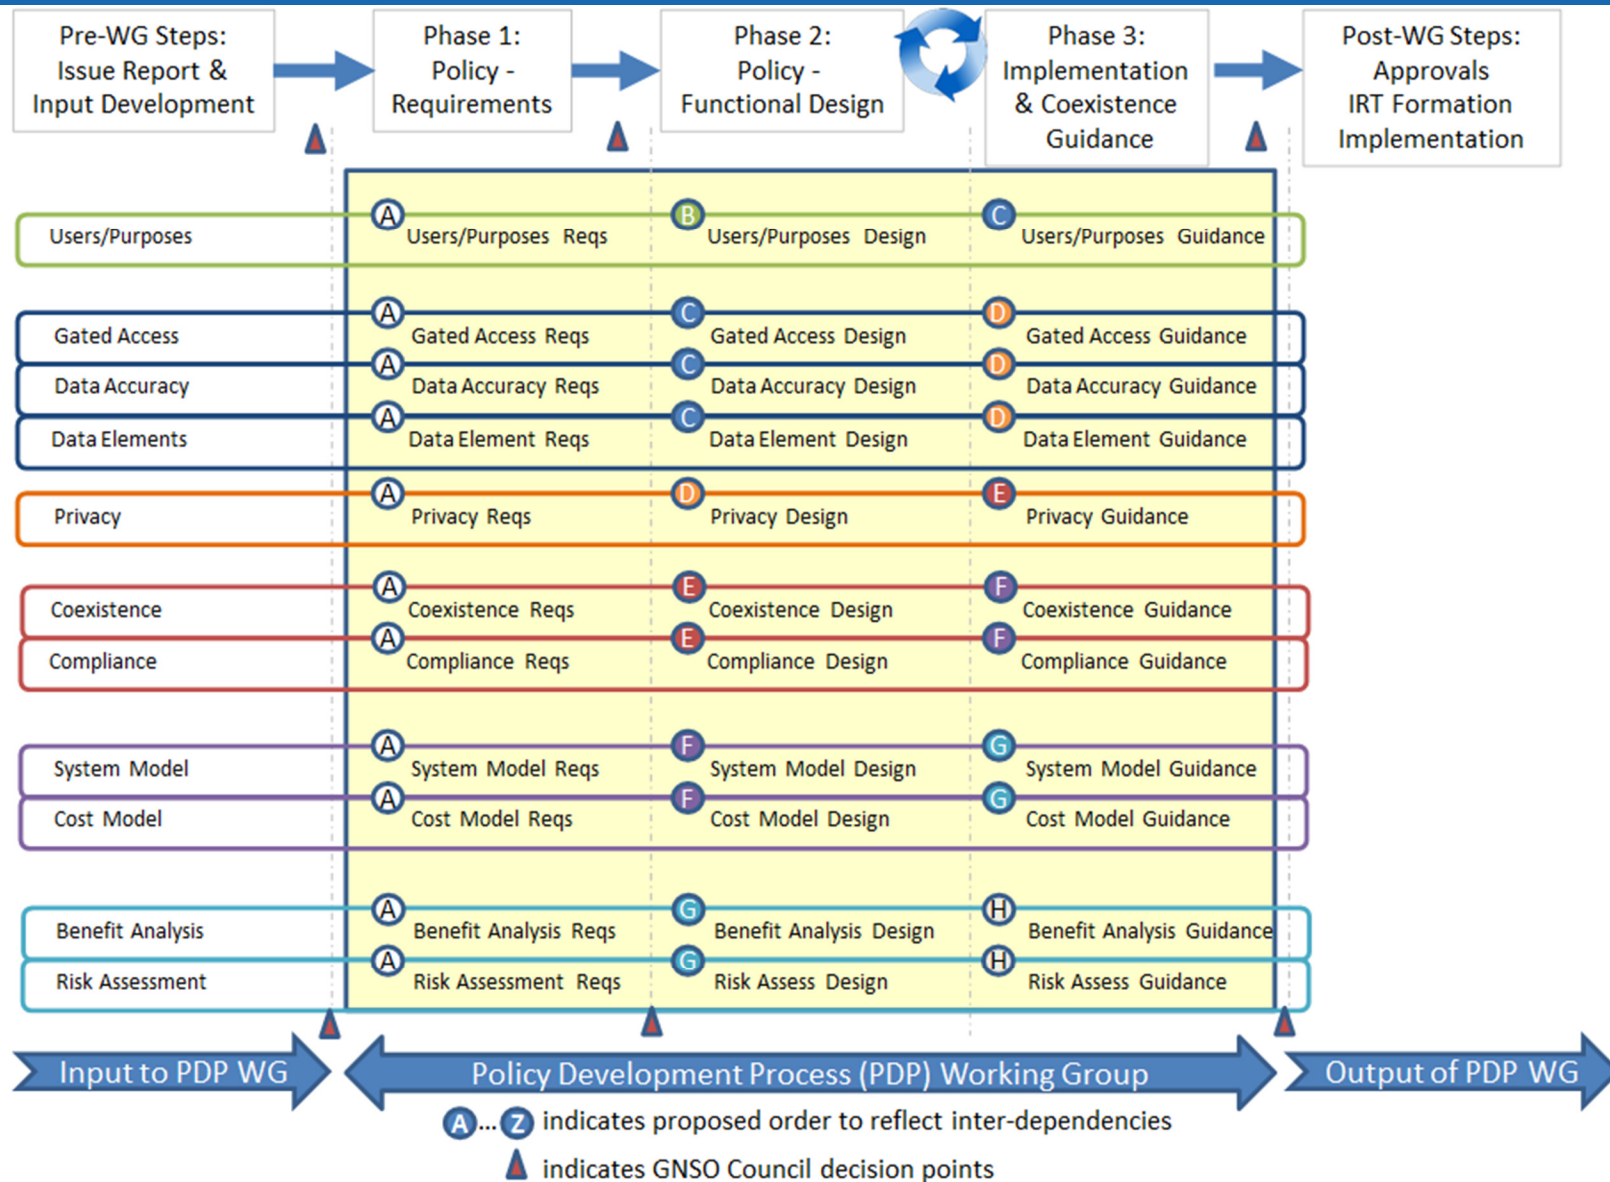 Pre-WG Steps:
Issue Report &
Input Development
Phase 1:
Policy -
Requirements
Phase 2:
Policy -
Functional Design
Phase 3:
Implementation
& Coexistence
Guidance
Post-WG Steps:
Approvals
IRT Formation
Implementation
A B C
Users/Purposes Users/Purposes Reqs Users/Purposes Design Users/Purposes Guidance
A C D
Gated Access Gated Access Reqs Gated Access Design Gated Access Guidance
A C D
Data Accuracy Data Accuracy Reqs Data Accuracy Design Data Accuracy Guidance
A C D
Data Elements Data Element Reqs Data Element Design Data Element Guidance
A D E
Privacy Privacy Reqs Privacy Design Privacy Guidance
A E F
Coexistence Coexistence Reqs Coexistence Design Coexistence Guidance
A E F
Compliance Compliance Reqs Compliance Design Compliance Guidance
A F G
System Model System Model Reqs System Model Design System Model Guidance
A F G
Cost Model Cost Model Reqs Cost Model Design Cost Model Guidance
A G H
Benefit Analysis Benefit Analysis Reqs Benefit Analysis Design Benefit Analysis Guidance
A G H
Risk Assessment Risk Assessment Reqs Risk Assess Design Risk Assess Guidance
Input to PDP WG Policy Development Process (PDP) Working Group Output of PDP WG
A...Z indicates proposed order to reflect inter-dependencies
indicates GNSO Council decision points